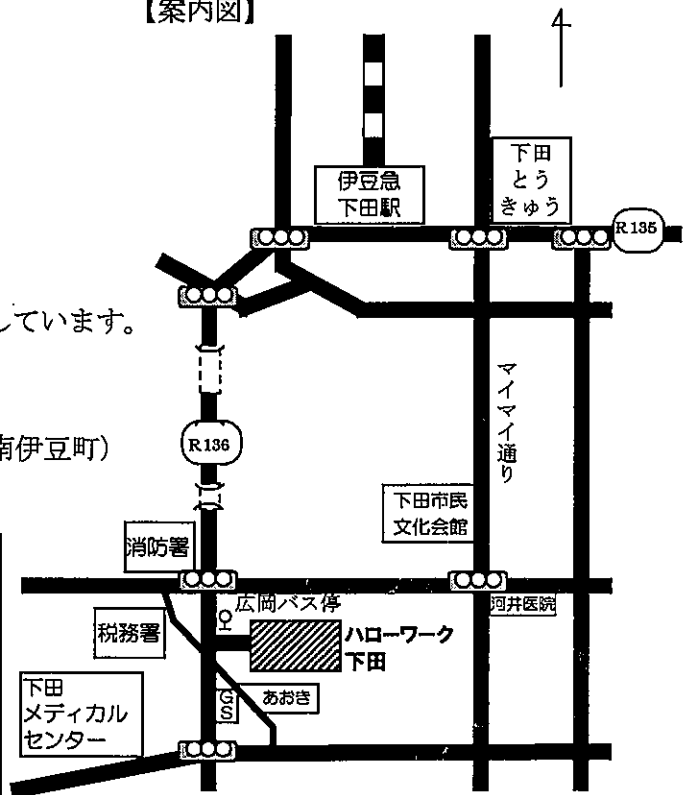 【案内図】
下田
とう
きゅう
伊豆急
下田駅
R135
しています。
マイマイ通り
R136
南伊豆町）
下田市民
文化会館
消防署
広岡バス停
河井医院
税務署
ハローワーク
下田
下田
メディカル
センター
GS
あおき